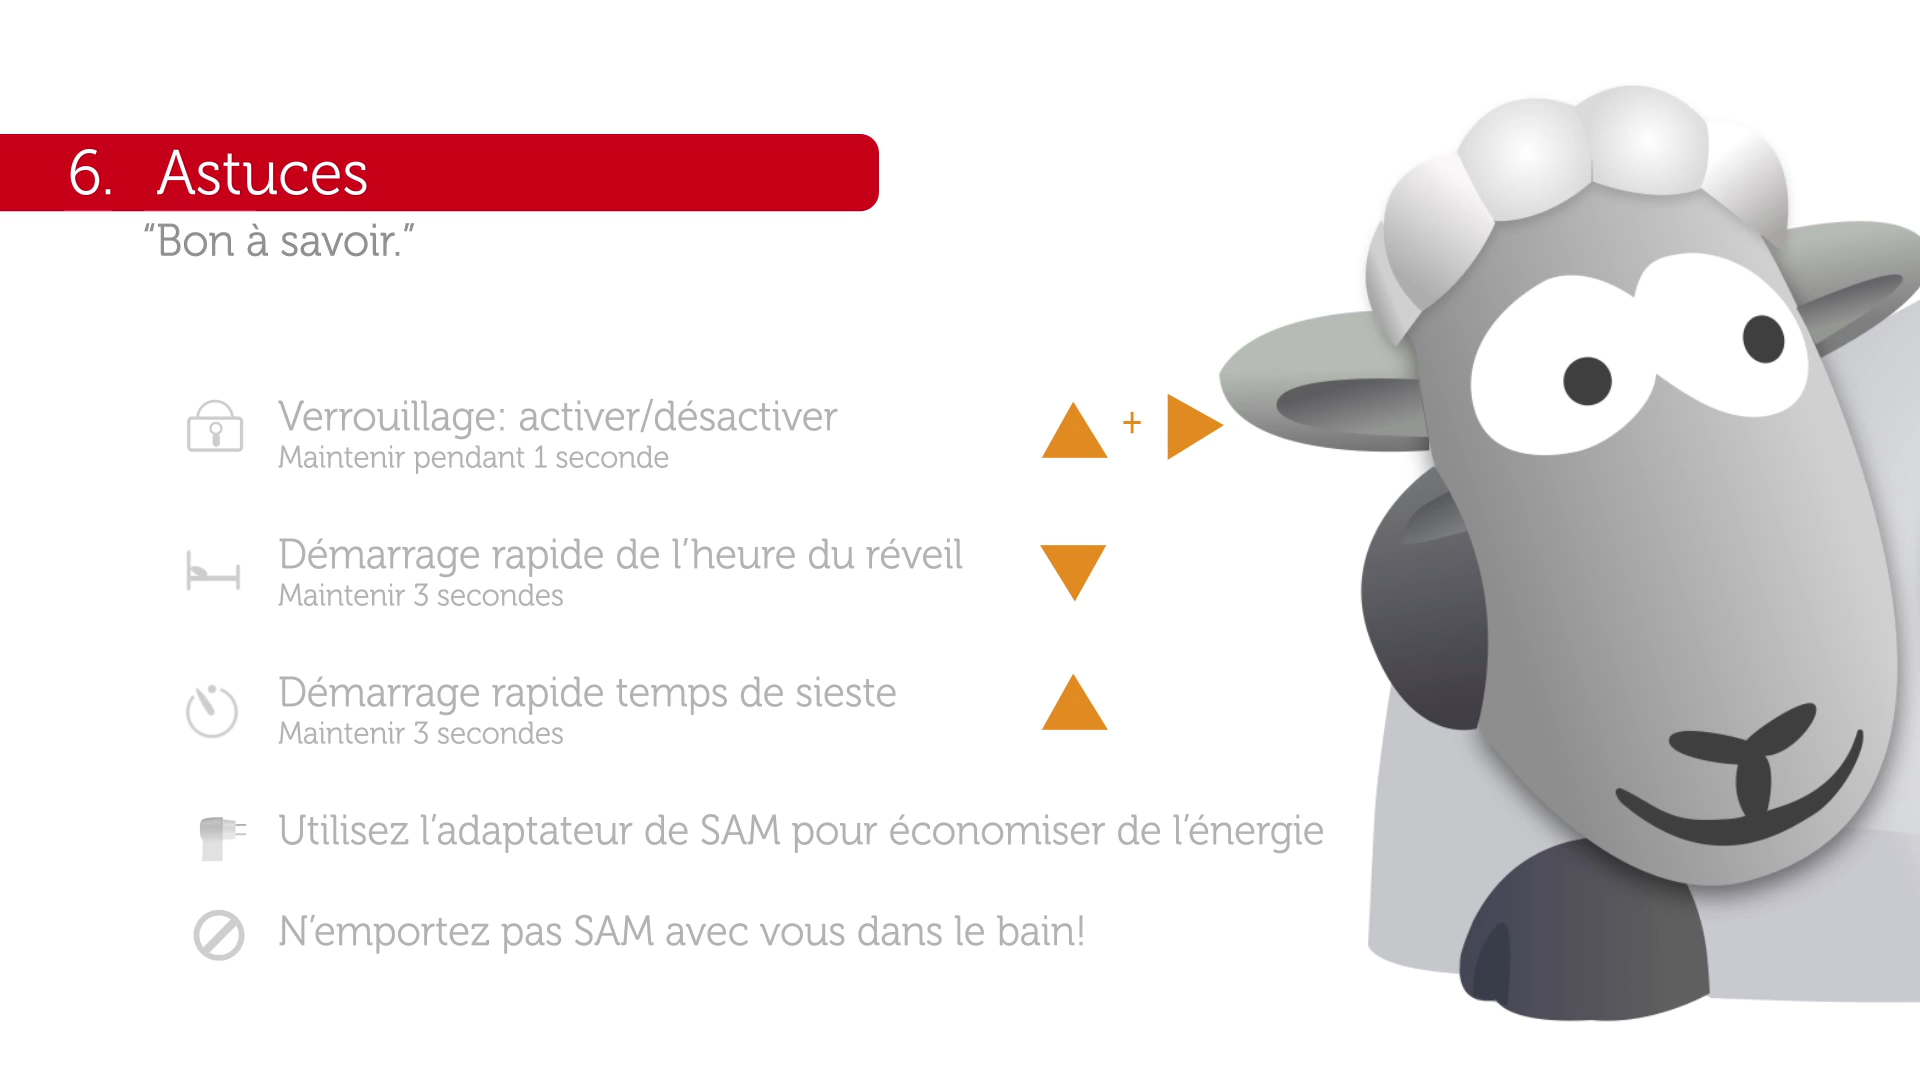 6. Astuces
“Bon à savoir.”
Verrouillage: activer/désactiver
+
Maintenir pendant 1 seconde
Démarrage rapide de l’heure du réveil
Maintenir 3 secondes
Démarrage rapide temps de sieste
Maintenir 3 secondes
Utilisez l’adaptateur de SAM pour économiser de l’énergie
N’emportez pas SAM avec vous dans le bain!